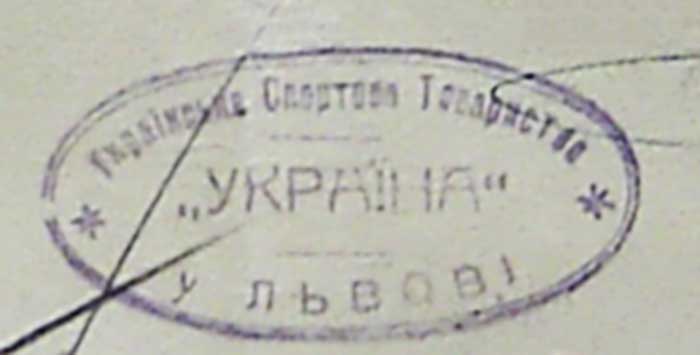 Українське Спортове Товариство
„УКРАЇНА“
У ЛЬВОВІ